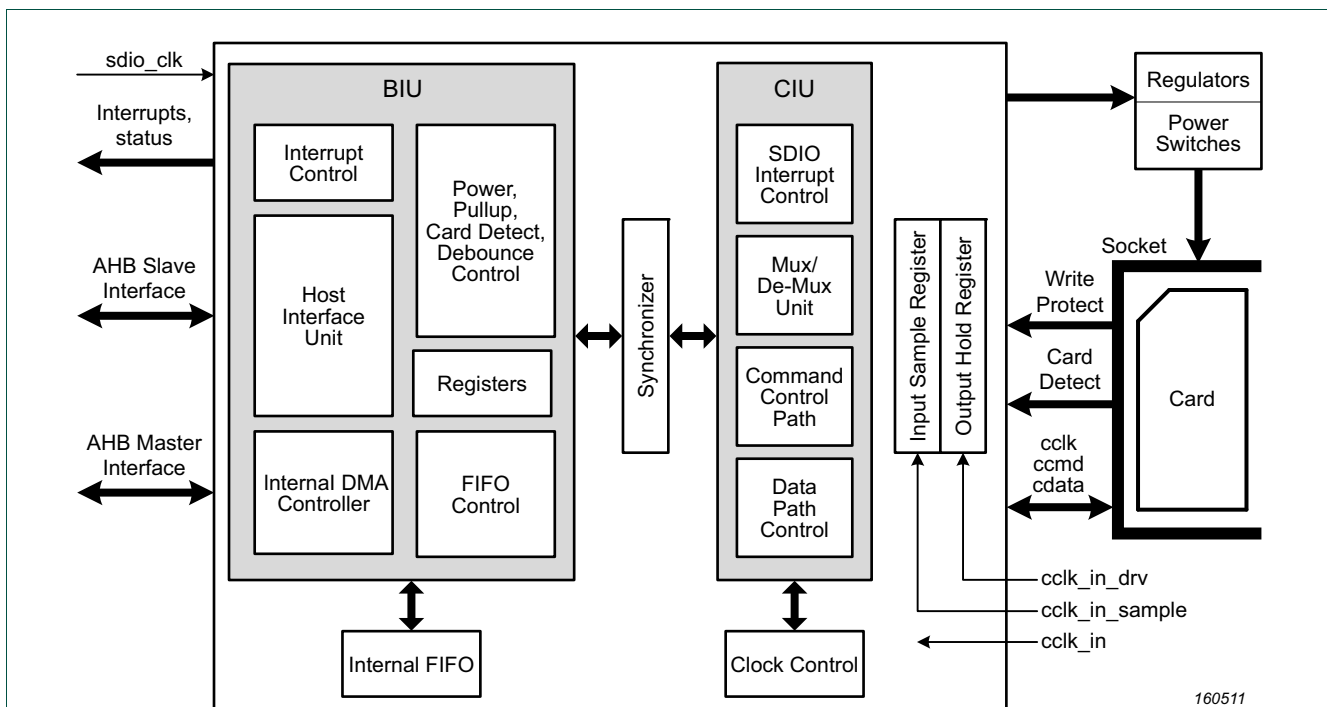 sdio_clk
Interrupts,
status
AHB Slave
Interface
AHB Master
Interface
BIU
Interrupt
Control
Host
Interface
Unit
Internal DMA
Controller
Power,
Pullup,
Card Detect,
Debounce
Control
Registers
FIFO
Control
Internal FIFO
Synchronizer
CIU
SDIO
Interrupt
Control
Mux/
De-Mux
Unit
Command
Control
Path
Data
Path
Control
Clock Control
Input Sample Register
Output Hold Register
Regulators
Power
Switches
Socket
Write
Protect
Card
Detect
cclk
ccmd
cdata
Card
cclk_in_drv
cclk_in_sample
cclk_in
160511